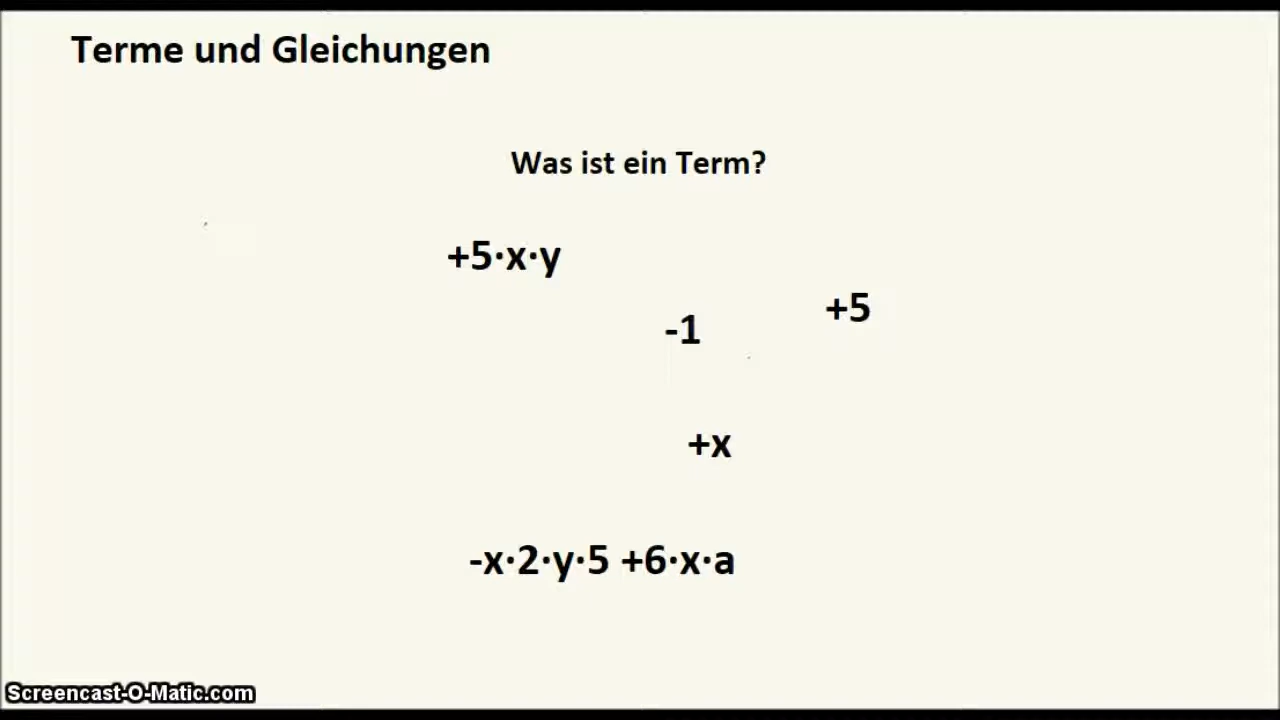 Terme und Gleichungen
Was ist ein Term?
+5·x·y
+5
-1
+x
-x·2·y·5 +6·x·a
Screencast-O-Matic.com